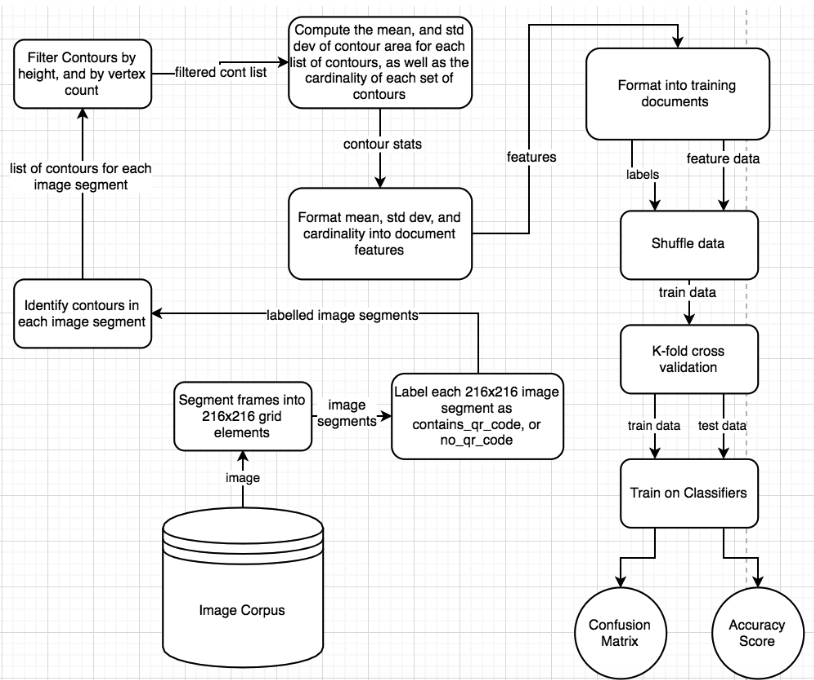 Filter Contours by
height, and by vertex
count
filtered cont list
Compute the mean, and std
dev of contour area for each
list of contours, as well as the
cardinality of each set of
contours
contour stats
Format mean, std dev, and
cardinality into document
features
features
Format into training
documents
labels
feature data
Shuffle data
train data
K-fold cross
validation
train data
test data
Train on Classifiers
Confusion
Matrix
Accuracy
Score
list of contours for each
image segment
Identify contours in
each image segment
labelled image segments
Segment frames into
216x216 grid
elements
image
segments
Label each 216x216 image
segment as
contains_qr_code, or
no_qr_code
image
Image Corpus